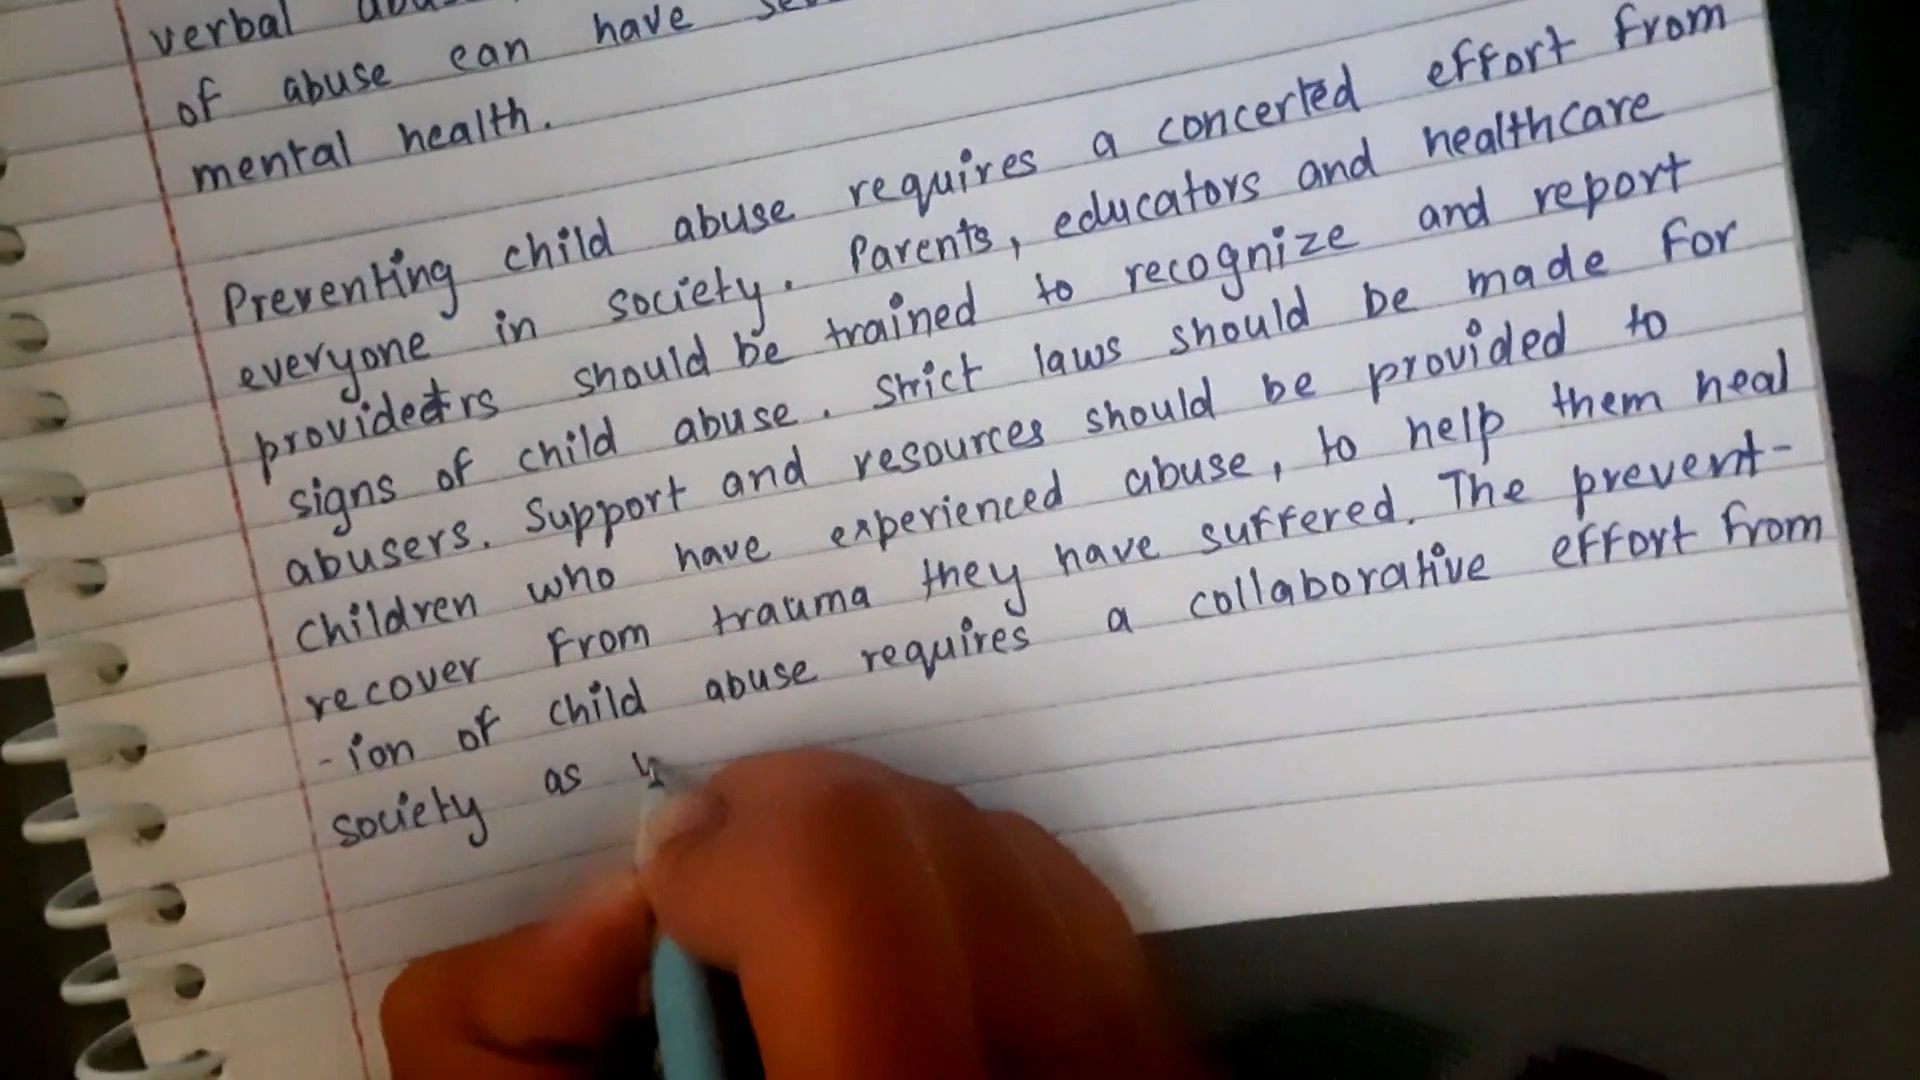 verbal
of abuse can have
mental health.
Preventing child abuse requires a concerted effort from
everyone in society. Parents, educators and healthcare
providers should be trained to recognize and report
signs of child abuse. Strict laws should be made for
abusers. Support and resources should be provided to
children who have experienced abuse, to help them heal
recover from trauma they have suffered. The prevent-
-ion of child abuse requires a collaborative effort from
society as